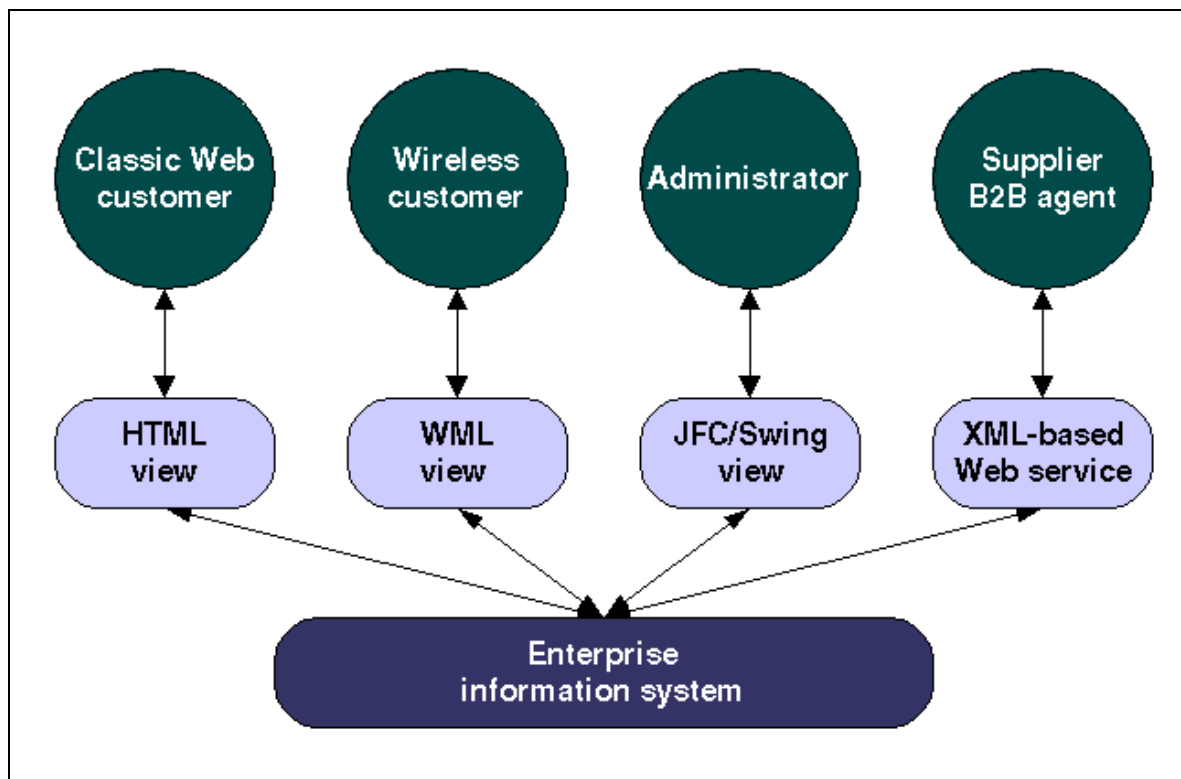 Classic Web
customer
Wireless
customer
Administrator
Supplier
B2B agent
HTML
view
WML
view
JFC/Swing
view
XML-based
Web service
Enterprise
information system